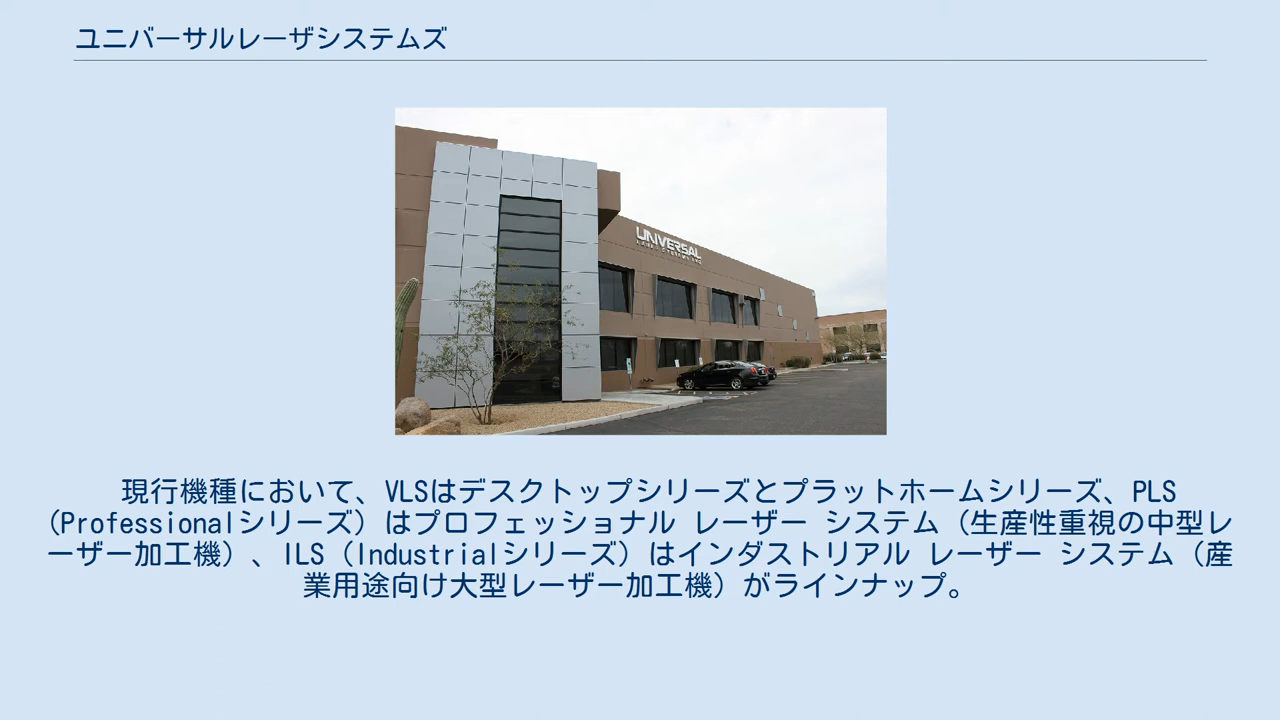 ユニバーサルレーザシステムズ
UNIVERSAL
LASER SYSTEMS INC
現行機種において、VLSはデスクトップシリーズとプラットホームシリーズ、PLS
（Professionalシリーズ）はプロフェッショナル レーザー システム（生産性重視の中型レ
ーザー加工機）、ILS（Industrialシリーズ）はインダストリアル レーザー システム（産
業用途向け大型レーザー加工機）がラインナップ。